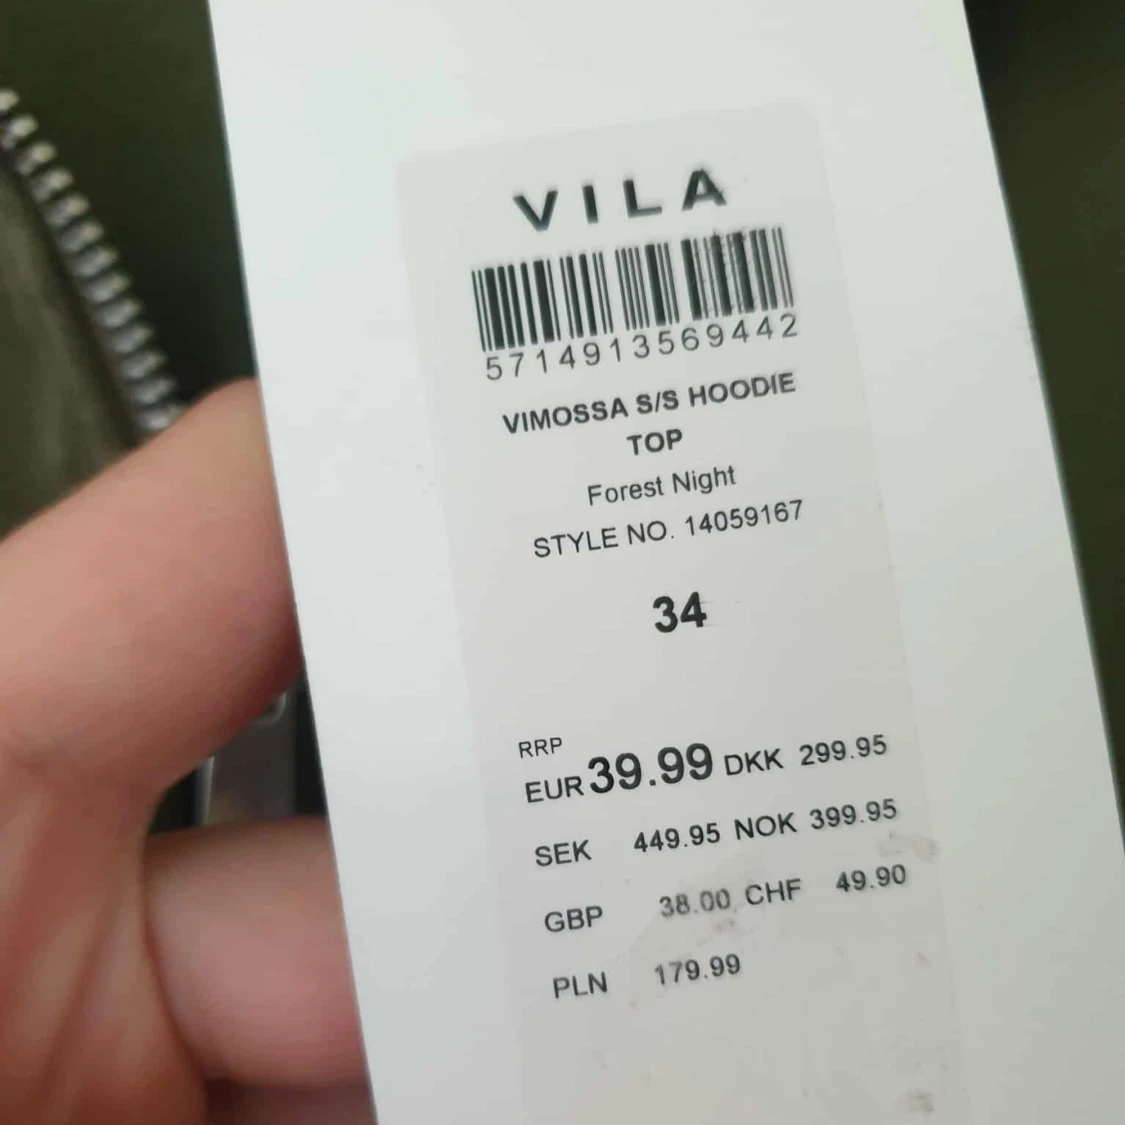 VILA
5714913569442
VIMOSSA S/S HOODIE
TOP
Forest Night
STYLE NO. 14059167
34
RRP
EUR 39.99 DKK 299.95
SEK 449.95 NOK 399.95
GBP 38.00 CHF 49.90
PLN 179.99